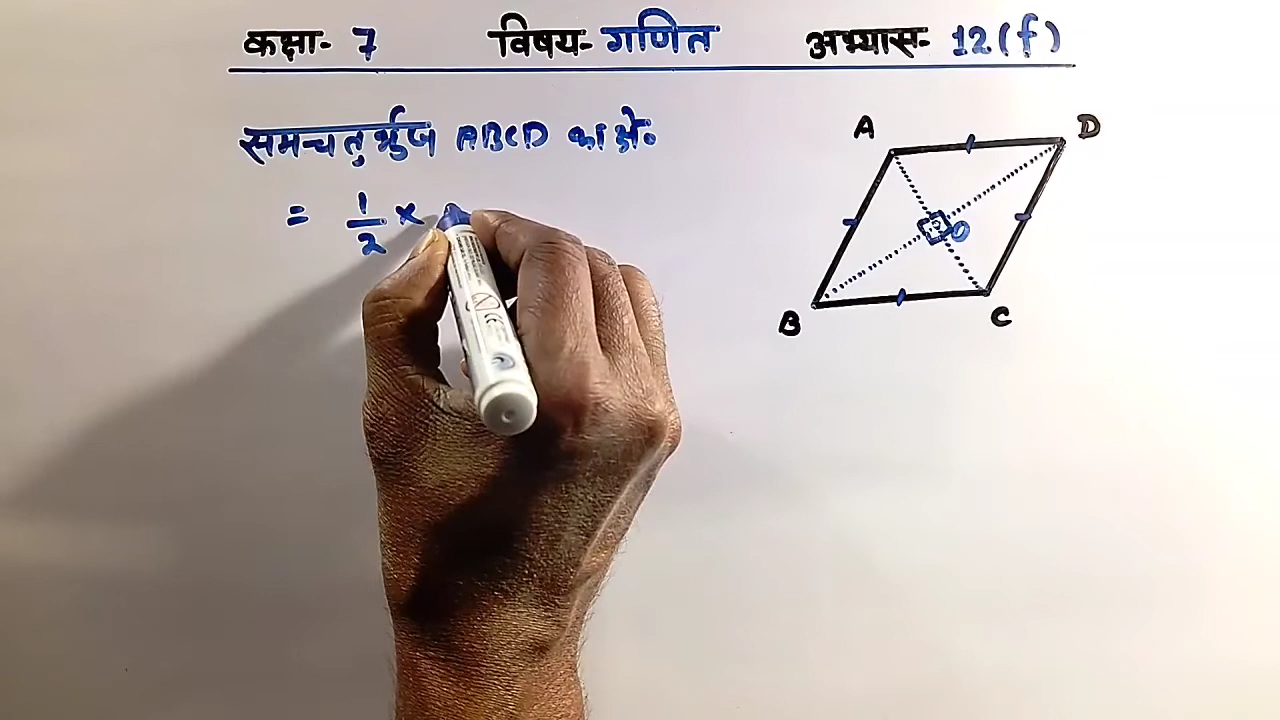 कक्षा- 7 विषय- गणित अभ्यास- 12(f)
समचतुर्भुज ABCD का क्षे०
= 1/2 ×
A D
O
B C